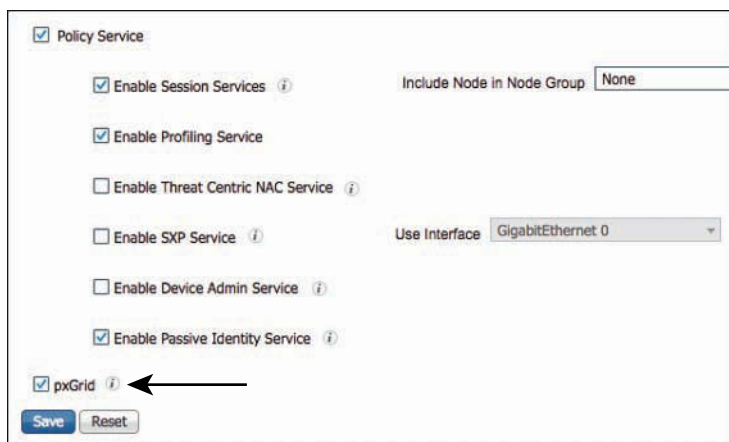 Policy Service
Enable Session Services i Include Node in Node Group None
Enable Profiling Service
Enable Threat Centric NAC Service i
Enable SXP Service i Use Interface GigabitEthernet 0
Enable Device Admin Service i
Enable Passive Identity Service i
pxGrid i
Save Reset